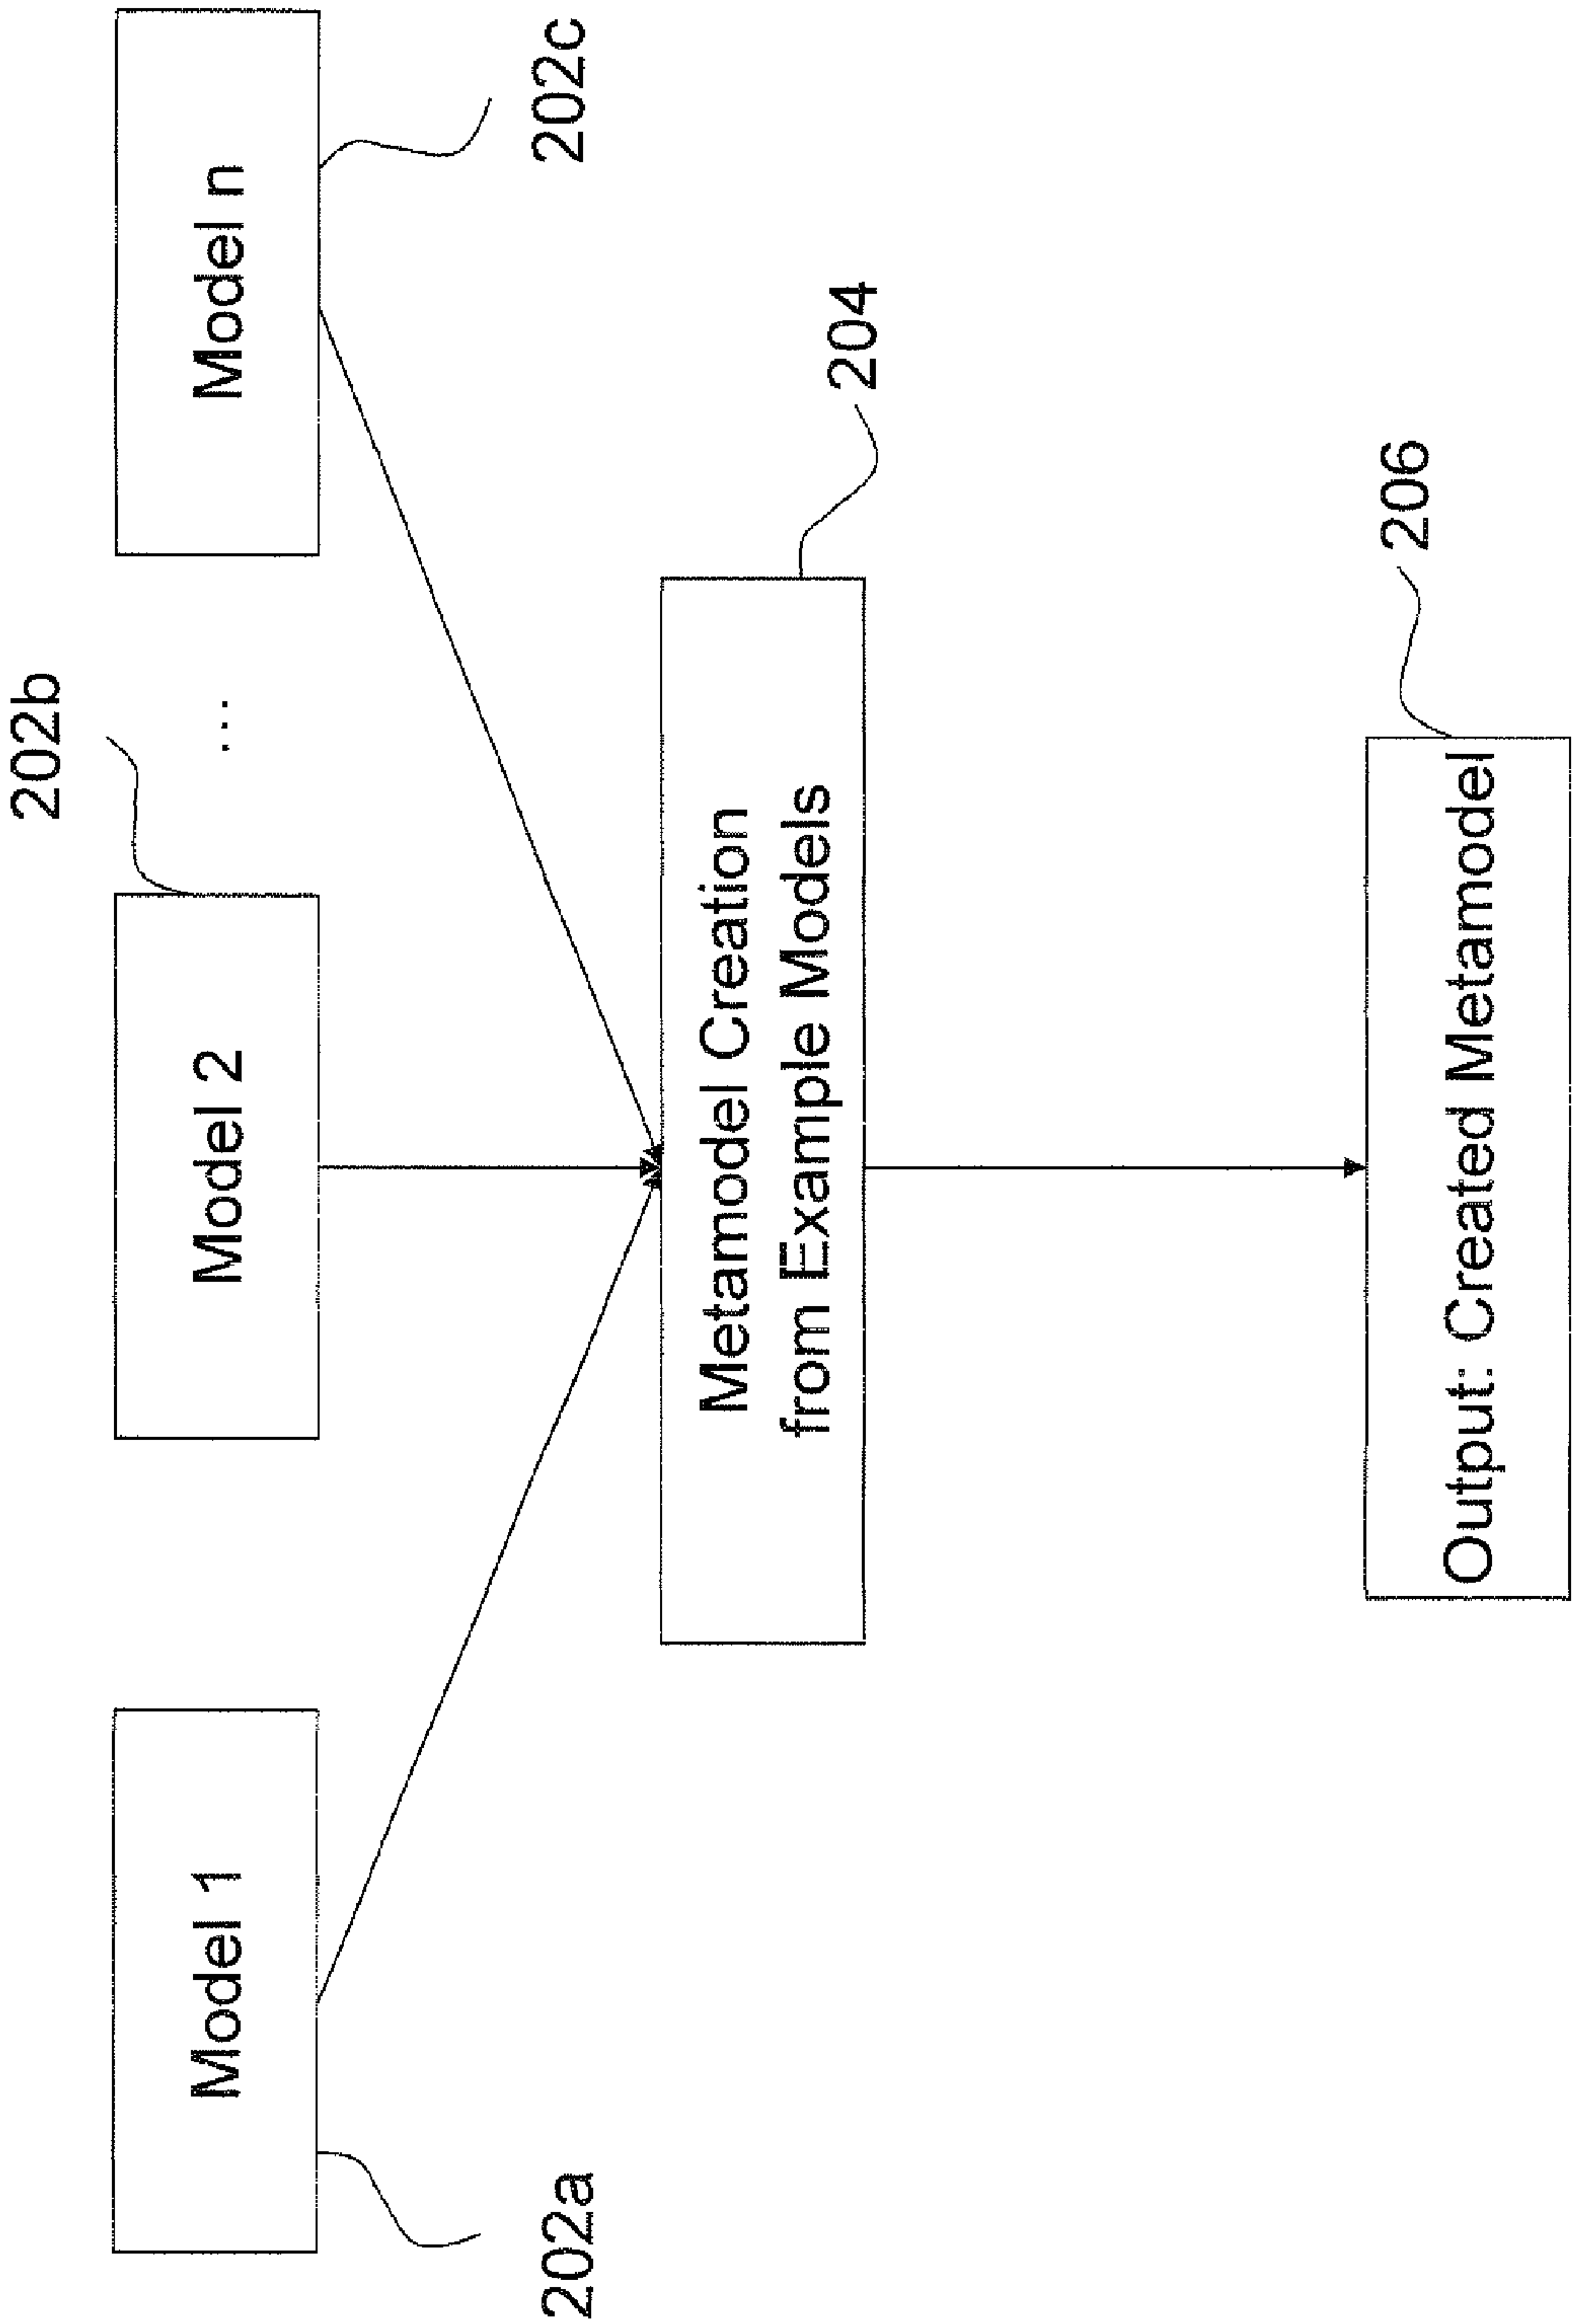 202b
Model 1
Model 2
...
Model n
202a
202c
Metamodel Creation
from Example Models
204
206
Output: Created Metamodel